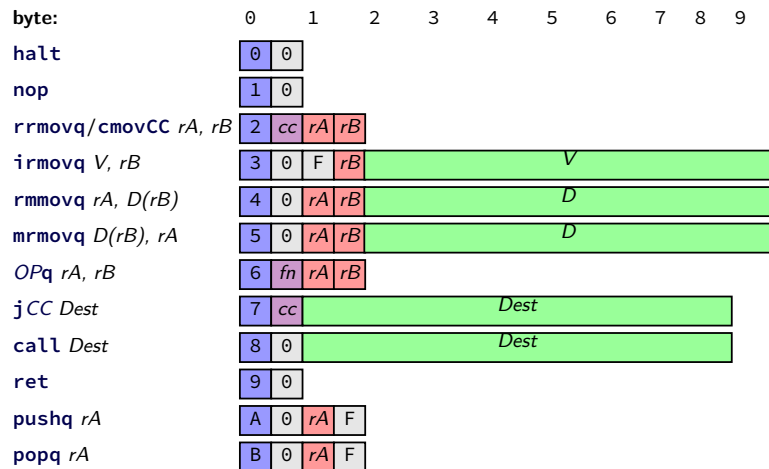 byte: 0 1 2 3 4 5 6 7 8 9
halt 0 0
nop 1 0
rrmovq/cmovCC rA, rB 2 cc rA rB
irmovq V, rB 3 0 F rB V
rmmovq rA, D(rB) 4 0 rA rB D
mrmovq D(rB), rA 5 0 rA rB D
OPq rA, rB 6 fn rA rB
jCC Dest 7 cc Dest
call Dest 8 0 Dest
ret 9 0
pushq rA A 0 rA F
popq rA B 0 rA F